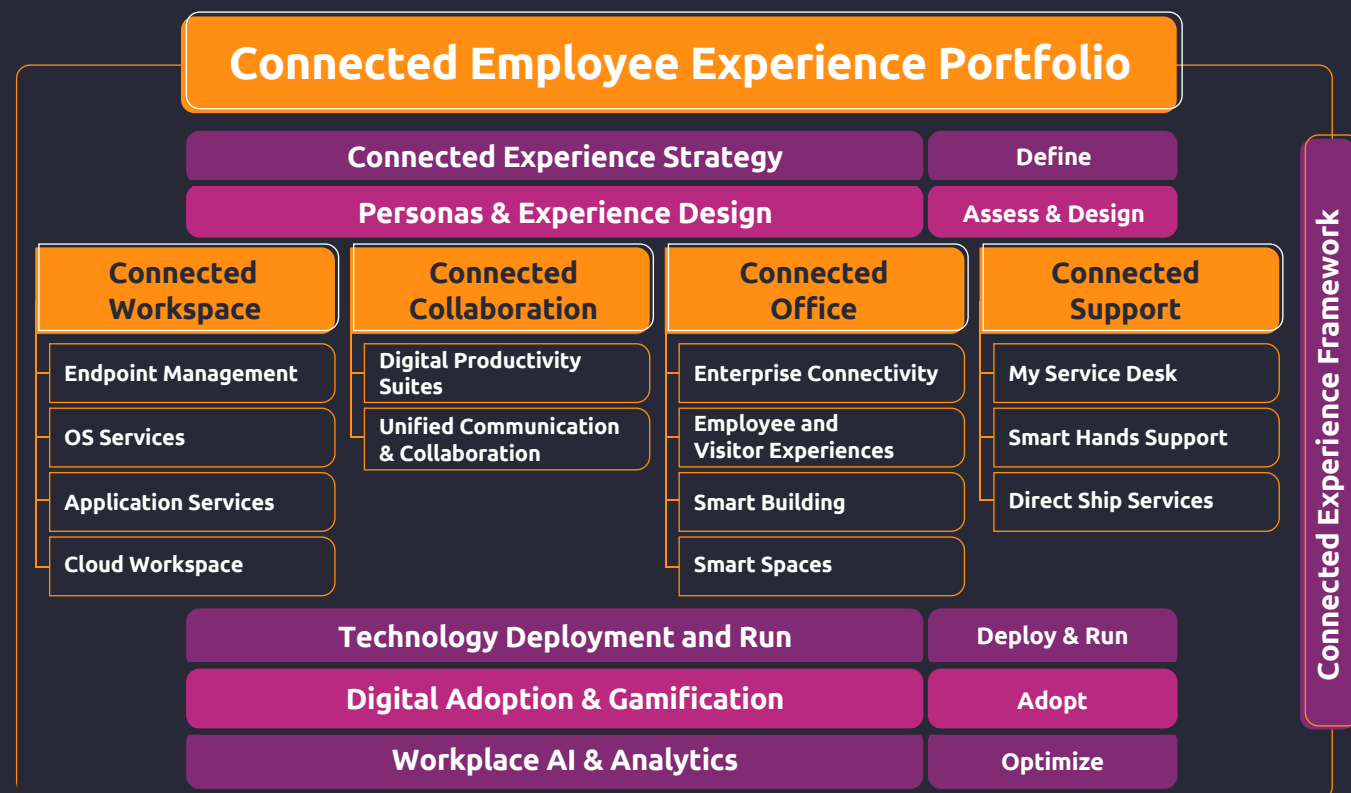 Connected Employee Experience Portfolio
Connected Experience Strategy
Define
Personas & Experience Design
Assess & Design
Connected
Workspace
Endpoint Management
OS Services
Application Services
Cloud Workspace
Connected
Collaboration
Digital Productivity
Suites
Unified Communication
& Collaboration
Connected
Office
Enterprise Connectivity
Employee and
Visitor Experiences
Smart Building
Smart Spaces
Connected
Support
My Service Desk
Smart Hands Support
Direct Ship Services
Technology Deployment and Run
Deploy & Run
Digital Adoption & Gamification
Adopt
Workplace AI & Analytics
Optimize
Connected Experience Framework